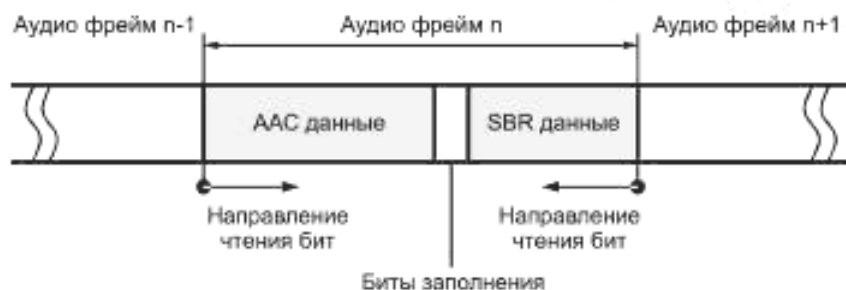 Аудио фрейм n-1 Аудио фрейм n Аудио фрейм n+1
ААС данные SBR данные
Направление чтения бит
Направление чтения бит
Биты заполнения